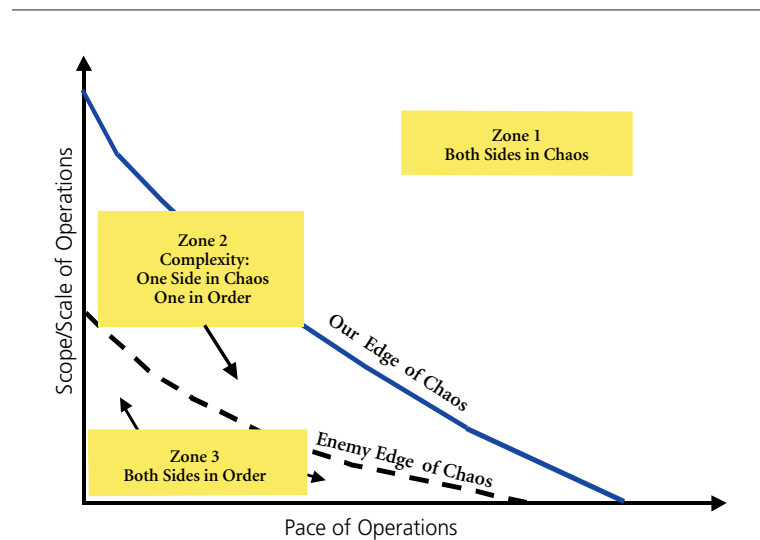 Zone 1
Both Sides in Chaos
Scope/Scale of Operations
Zone 2
Complexity:
One Side in Chaos
One in Order
Our Edge of Chaos
Zone 3
Both Sides in Order
Enemy Edge of Chaos
Pace of Operations